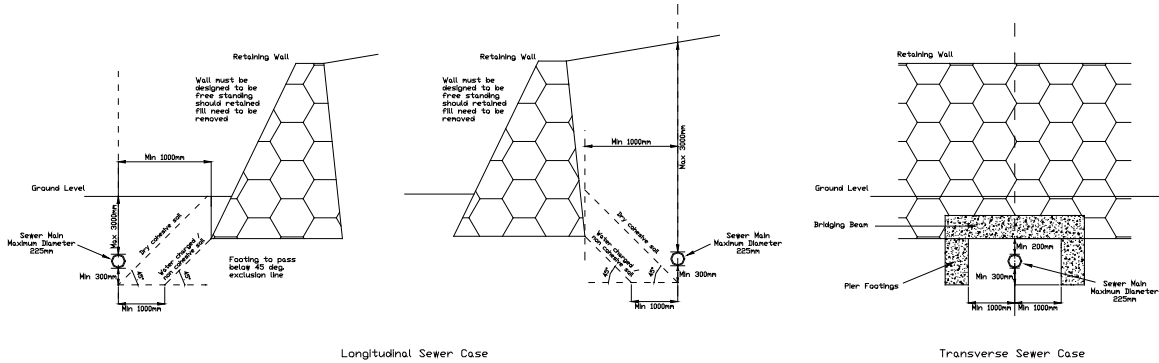 Retaining Wall
Wall must be
designed to be
free standing
should retained
fill need to be
removed
Min 1000mm
Ground Level
Max 3000mm
Sewer Main
Maximum Diameter
225mm
Min 300mm
Dry cohesive soil
Water charged /
non cohesive soil
45°
45°
Min 1000mm
Footing to pass
below 45 deg.
exclusion line
Retaining Wall
Wall must be
designed to be
free standing
should retained
fill need to be
removed
Min 1000mm
Max 3000mm
Dry cohesive soil
Water charged /
non cohesive soil
45°
45°
Sewer Main
Maximum Diameter
225mm
Min 300mm
Min 1000mm
Longitudinal Sewer Case
Retaining Wall
Ground Level
Bridging Beam
Min 200mm
Min 300mm
Pier Footings
Min 1000mm
Min 1000mm
Sewer Main
Maximum Diameter
225mm
Transverse Sewer Case